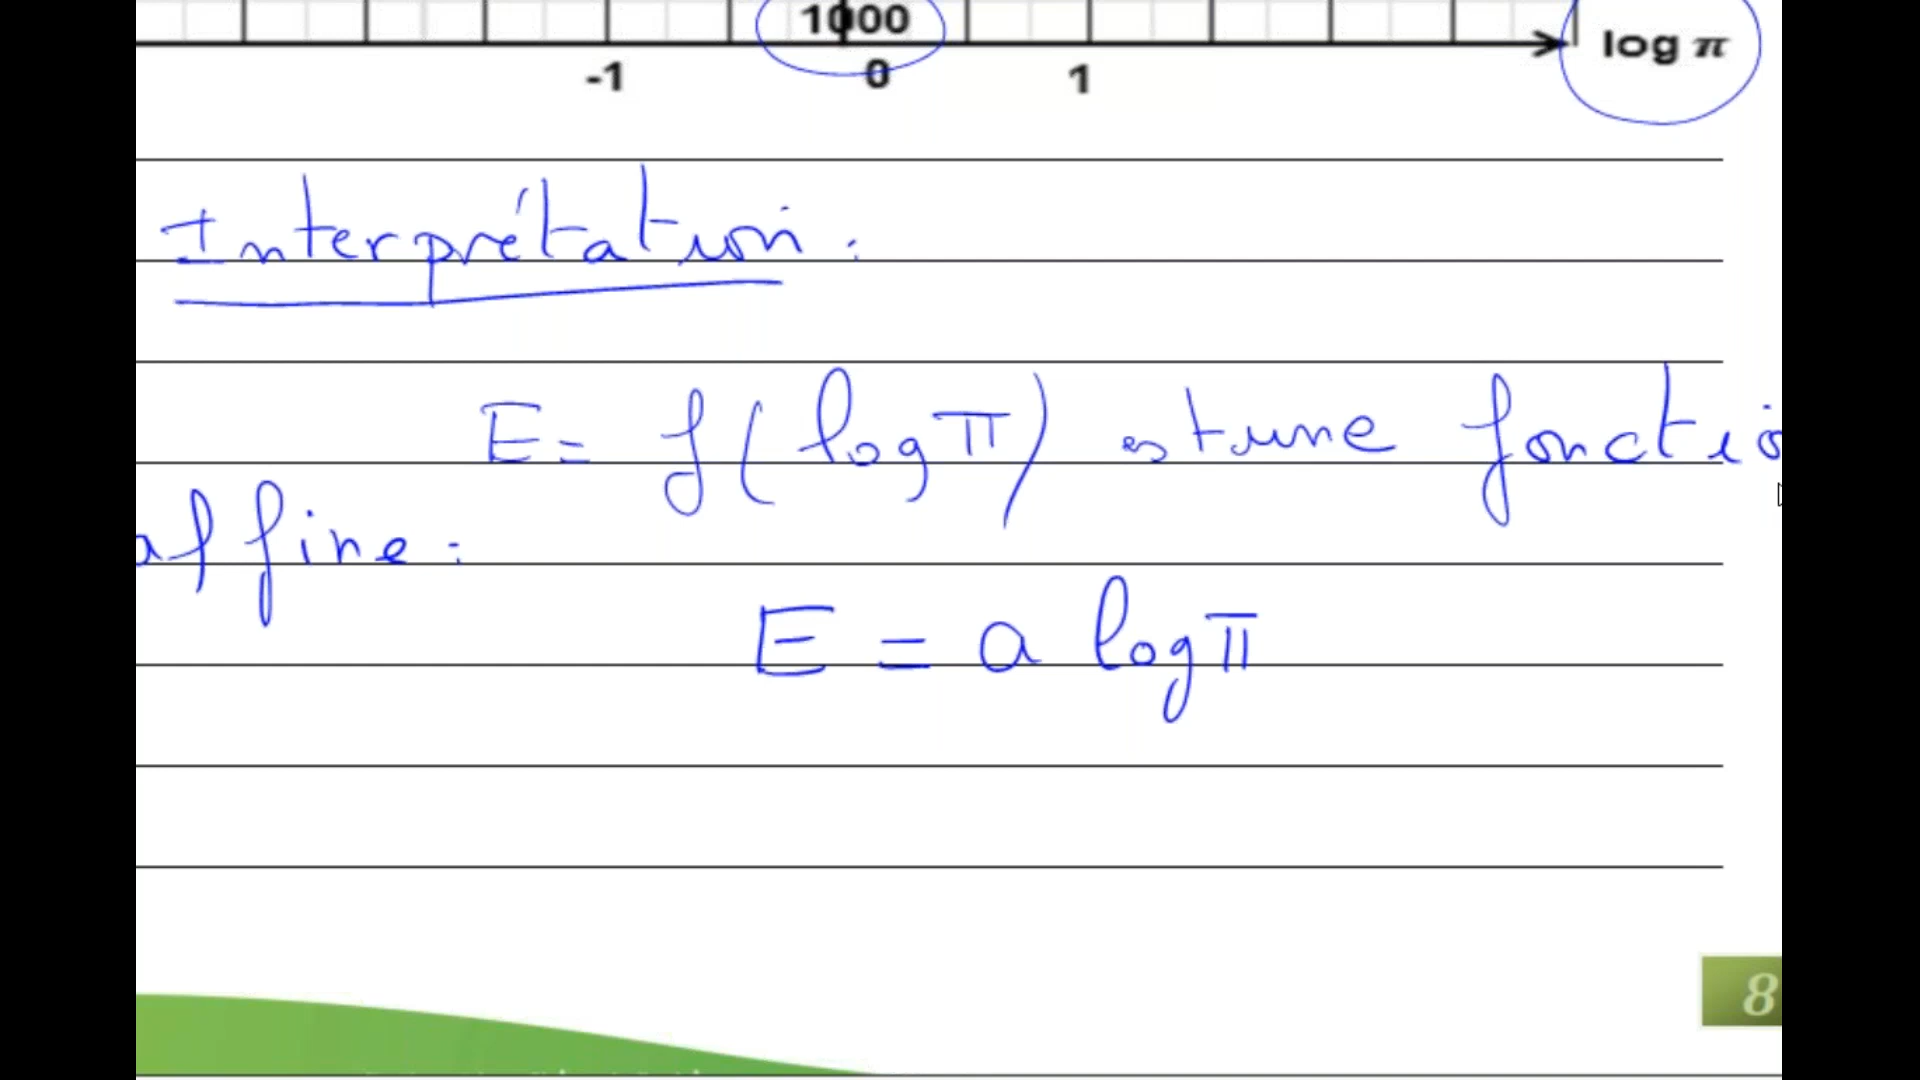 1000
log π
-1 0 1
Interprétation :
E = f(log π) est une fonctio
affine :
E = a log π
8